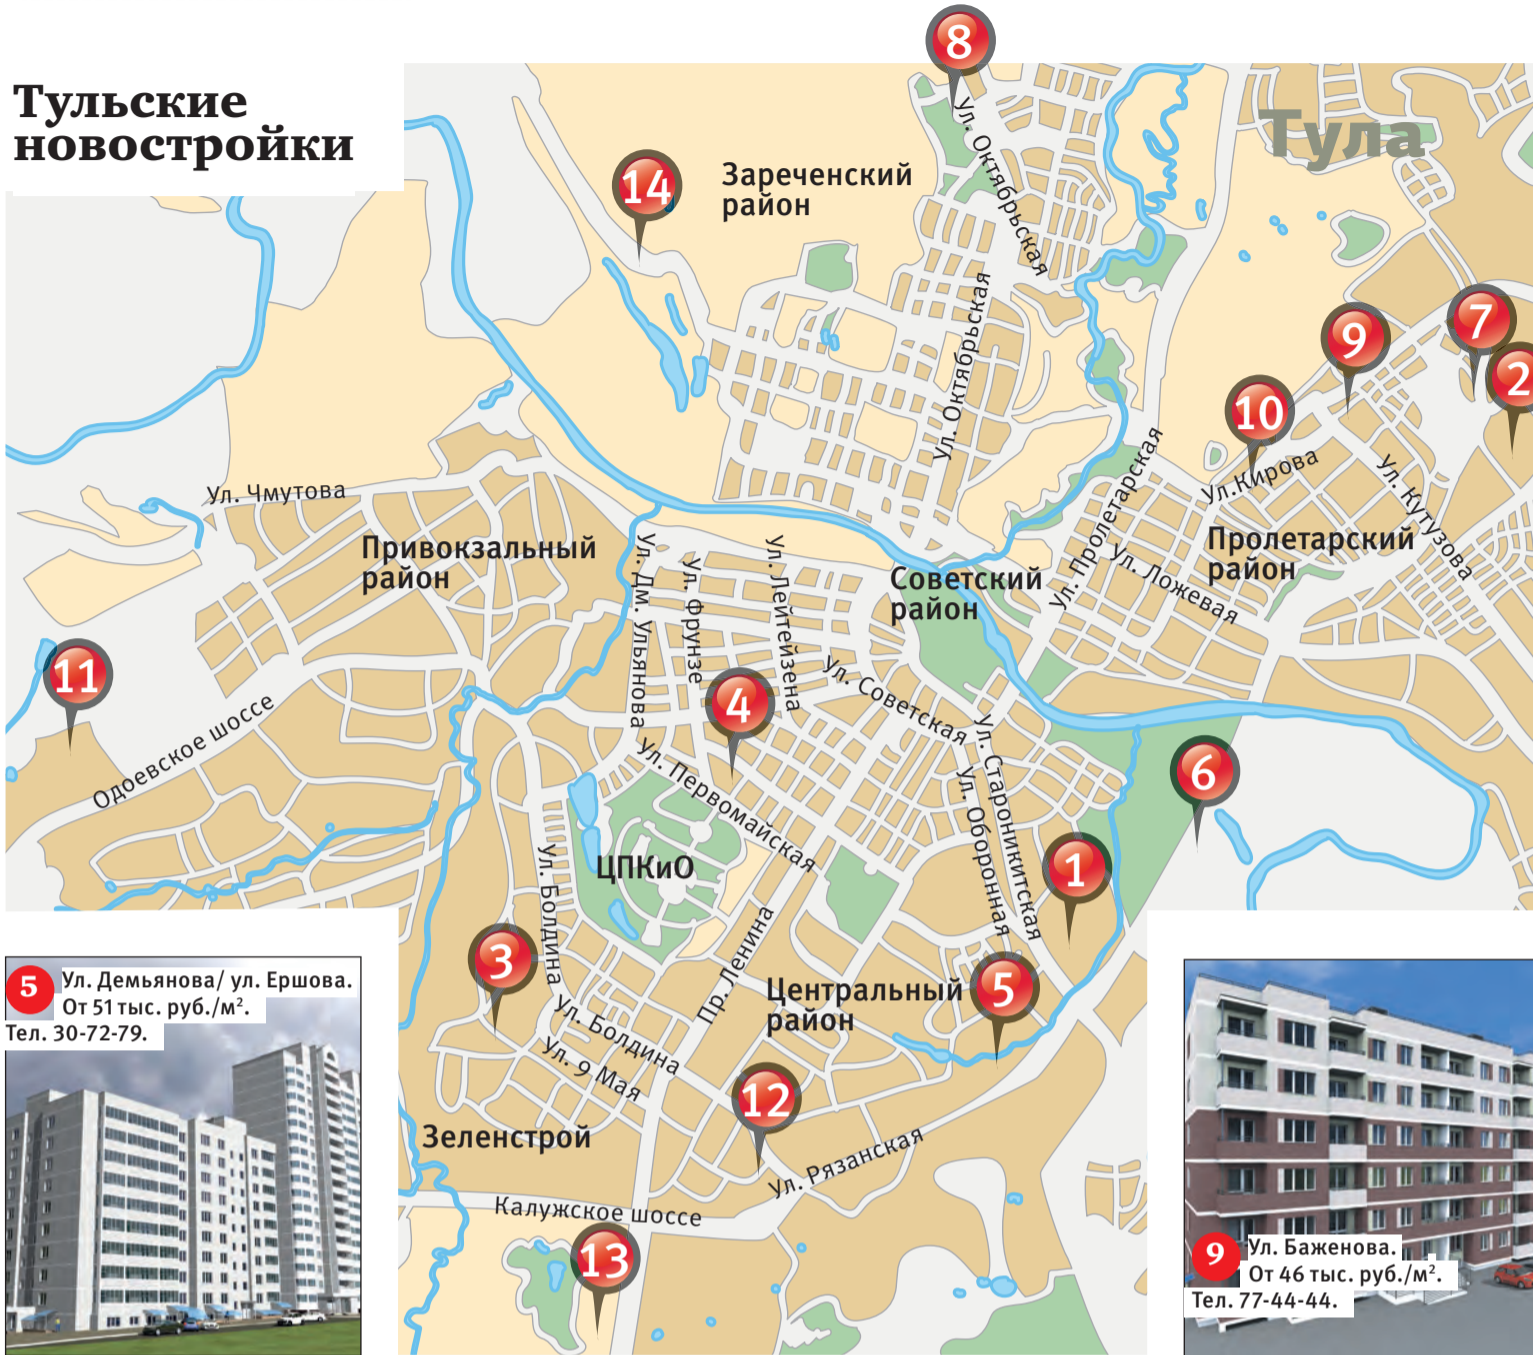 Тульские
новостройки
Тула
8
14
Зареченский
район
Ул. Октябрьская
Ул. Октябрьская
7
9
2
10
Ул.Кирова
Ул. Кутузова
Ул. Пролетарская
Пролетарский
район
Ул. Ложевая
Ул. Чмутова
Привокзальный
район
Ул. Дм. Ульянова
Ул. Фрунзе
Ул. Лейтейзена
Советский
район
11
4
Ул. Советская
Одоевское шоссе
Ул. Первомайская
Ул. Староникитская
Ул. Оборонная
6
ЦПКиО
1
Ул. Болдина
3
Пр. Ленина
Центральный
район
5
Ул. Болдина
Ул. 9 Мая
12
Зеленстрой
Ул. Рязанская
Калужское шоссе
13
5
Ул. Демьянова/ ул. Ершова.
От 51 тыс. руб./м².
Тел. 30-72-79.
9
Ул. Баженова.
От 46 тыс. руб./м².
Тел. 77-44-44.